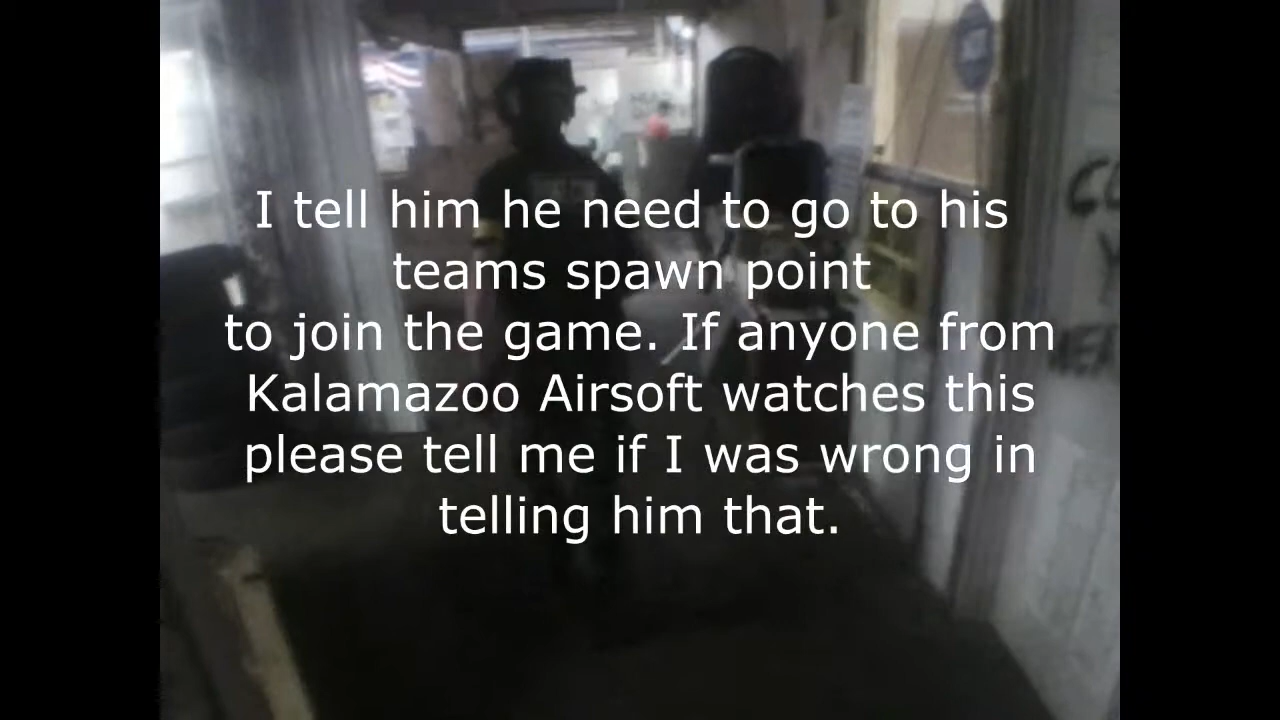 I tell him he need to go to his
teams spawn point
to join the game. If anyone from
Kalamazoo Airsoft watches this
please tell me if I was wrong in
telling him that.